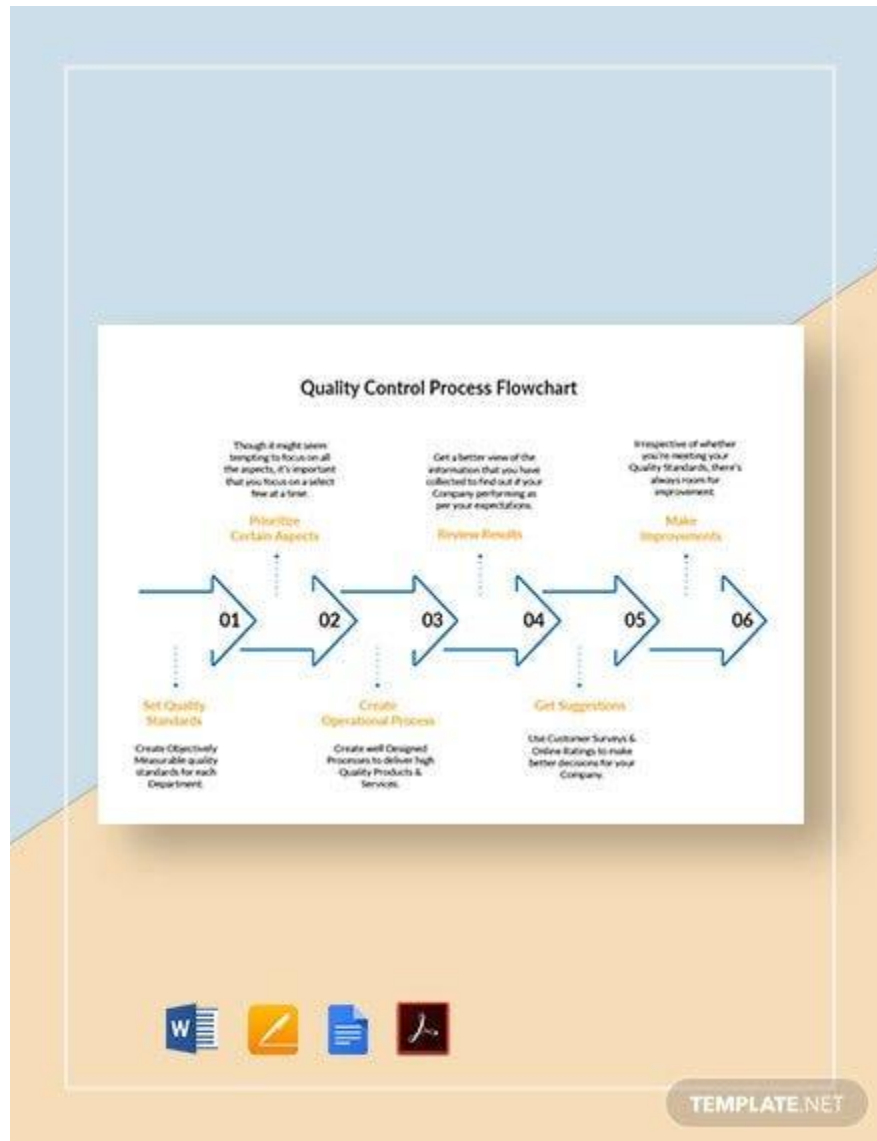 Quality Control Process Flowchart
Though it might seem
tempting to focus on all
the aspects, it's important
that you focus on a select
few at a time.
Prioritize
Certain Aspects
Get a better view of the
information that you have
collected to find out if your
Company performing as
per your expectations.
Review Results
Irrespective of whether
you're meeting your
Quality Standards, there's
always room for
improvement.
Make
Improvements
01
02
03
04
05
06
Set Quality
Standards
Create Objectively
Measurable quality
standards for each
Department.
Create
Operational Process
Create well Designed
Processes to deliver high
Quality Products &
Services.
Get Suggestions
Use Customer Surveys &
Online Ratings to make
better decisions for your
Company.
W
TEMPLATE.NET